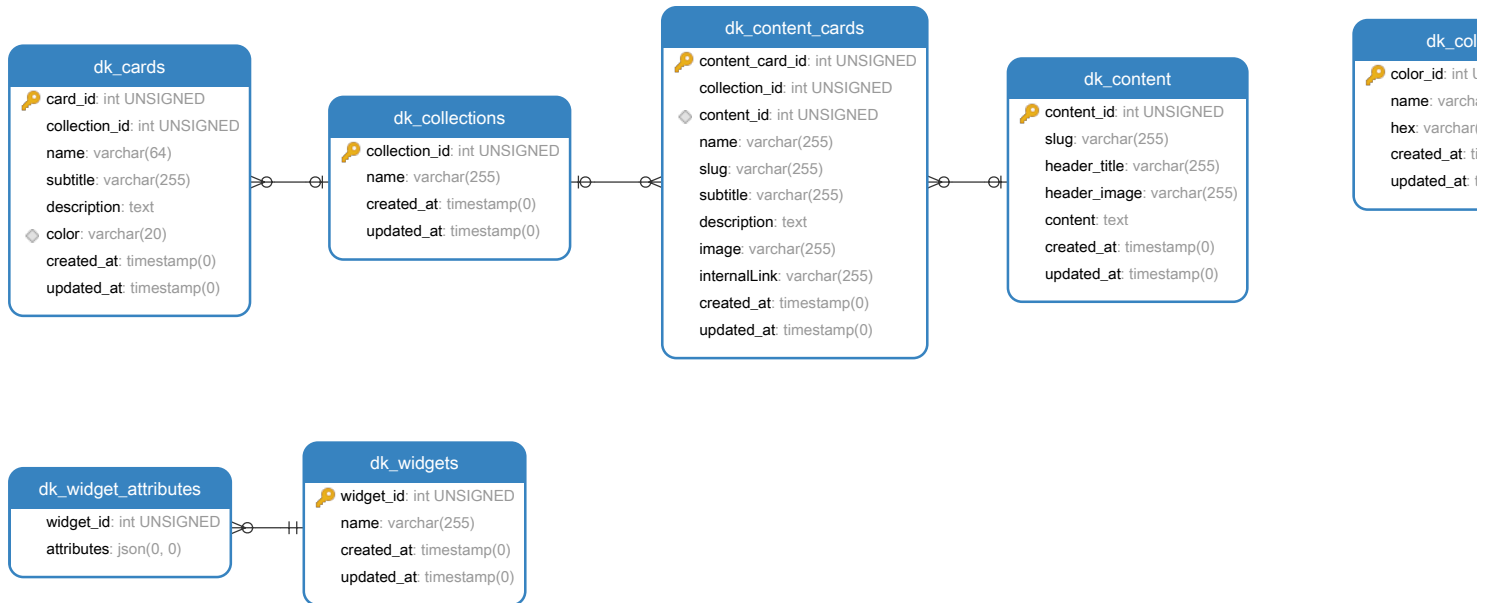 dk_cards
card_id: int UNSIGNED
collection_id: int UNSIGNED
name: varchar(64)
subtitle: varchar(255)
description: text
color: varchar(20)
created_at: timestamp(0)
updated_at: timestamp(0)
dk_collections
collection_id: int UNSIGNED
name: varchar(255)
created_at: timestamp(0)
updated_at: timestamp(0)
dk_content_cards
content_card_id: int UNSIGNED
collection_id: int UNSIGNED
content_id: int UNSIGNED
name: varchar(255)
slug: varchar(255)
subtitle: varchar(255)
description: text
image: varchar(255)
internalLink: varchar(255)
created_at: timestamp(0)
updated_at: timestamp(0)
dk_content
content_id: int UNSIGNED
slug: varchar(255)
header_title: varchar(255)
header_image: varchar(255)
content: text
created_at: timestamp(0)
updated_at: timestamp(0)
dk_col
color_id: int
name:
hex: varchar(
created_at:
updated_at:
dk_widget_attributes
widget_id: int UNSIGNED
attributes: json(0, 0)
dk_widgets
widget_id: int UNSIGNED
name: varchar(255)
created_at: timestamp(0)
updated_at: timestamp(0)